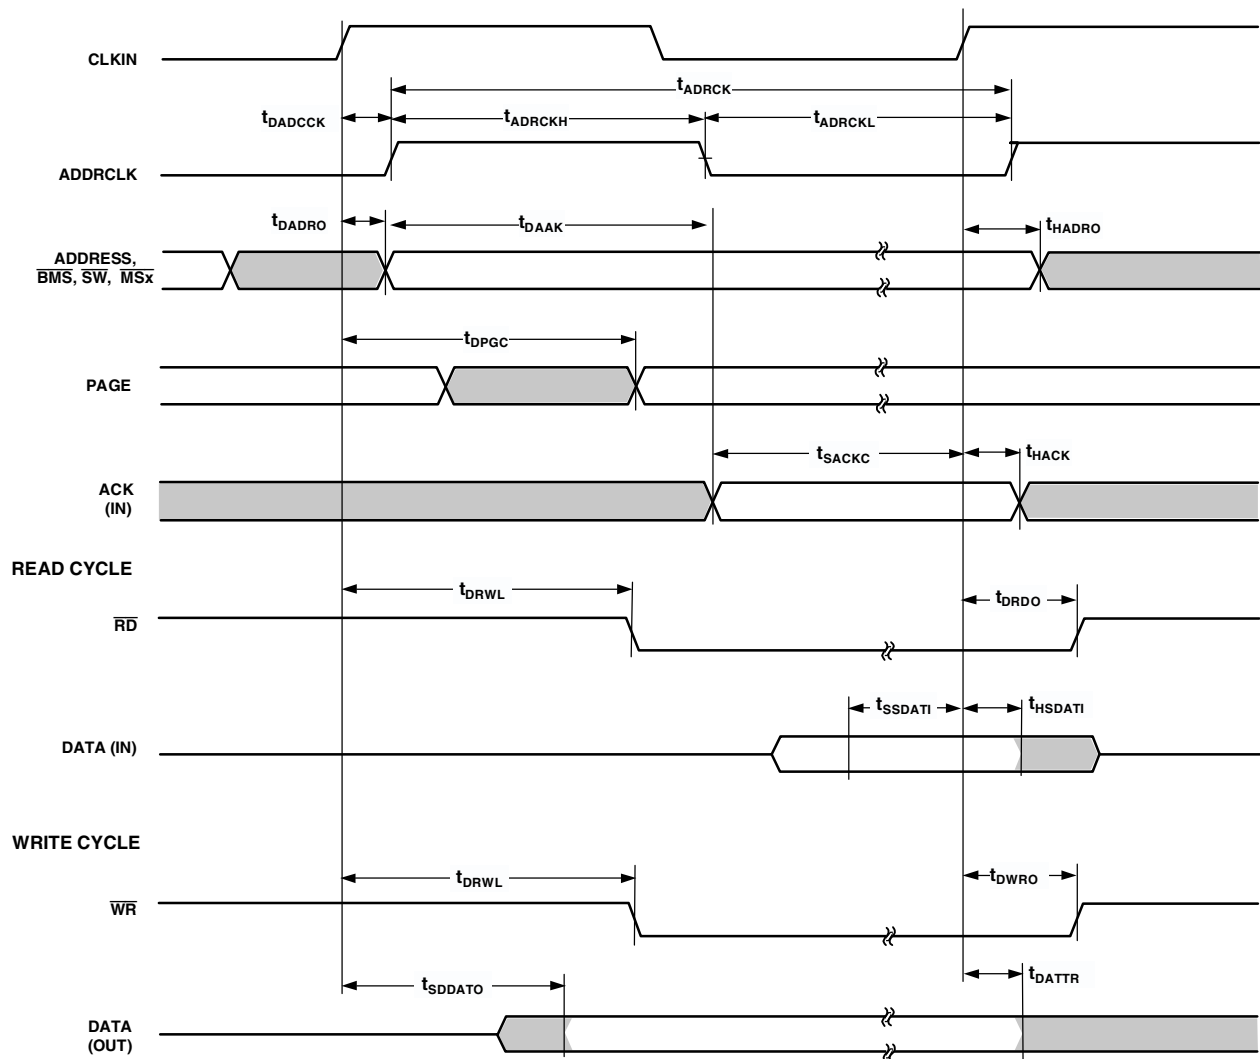 CLKIN
tADRCK
tDADCCK
tADRCKH
tADRCKL
ADDRCLK
tDADRO
tDAAK
tHADRO
ADDRESS,
BMS, SW, MSx
tDPGC
PAGE
tSACKC
tHACK
ACK
(IN)
READ CYCLE
tDRWL
tDRDO
RD
tSSDATI
tHSDATI
DATA (IN)
WRITE CYCLE
tDRWL
tDWRO
WR
tSDDATO
tDATTR
DATA
(OUT)